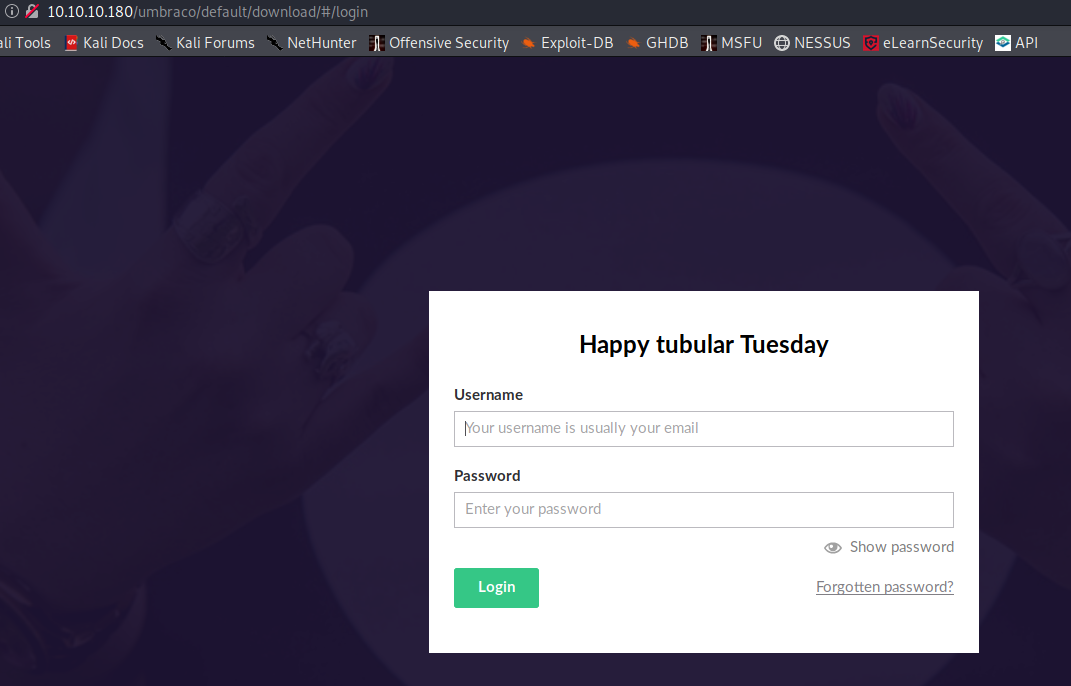 10.10.10.180/umbraco/default/download/#/login
ali Tools Kali Docs Kali Forums NetHunter Offensive Security Exploit-DB GHDB MSFU NESSUS eLearnSecurity API
Happy tubular Tuesday
Username
Your username is usually your email
Password
Enter your password
Show password
Login Forgotten password?